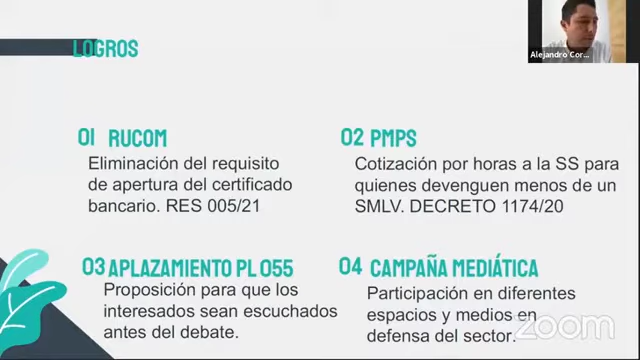 Alejandro Cor...
LOGROS
01 RUCOM
Eliminación del requisito
de apertura del certificado
bancario. RES 005/21
02 PMPS
Cotización por horas a la SS para
quienes devenguen menos de un
SMLV. DECRETO 1174/20
03 APLAZAMIENTO PL 055
Proposición para que los
interesados sean escuchados
antes del debate.
04 CAMPAÑA MEDIÁTICA
Participación en diferentes
espacios y medios en
defensa del sector.
zoom